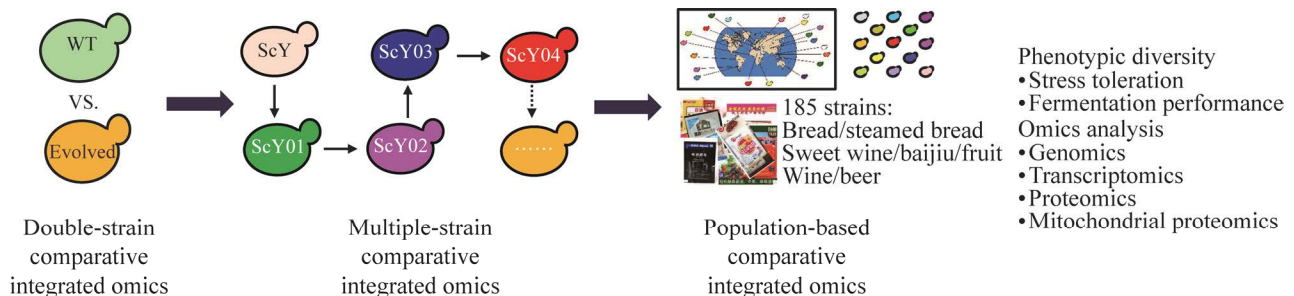 WT
VS.
Evolved
Double-strain
comparative
integrated omics
ScY
ScY01
ScY02
ScY03
ScY04
……
Multiple-strain
comparative
integrated omics
185 strains:
Bread/steamed bread
Sweet wine/baijiu/fruit
Wine/beer
Population-based
comparative
integrated omics
Phenotypic diversity
•Stress toleration
•Fermentation performance
Omics analysis
•Genomics
•Transcriptomics
•Proteomics
•Mitochondrial proteomics